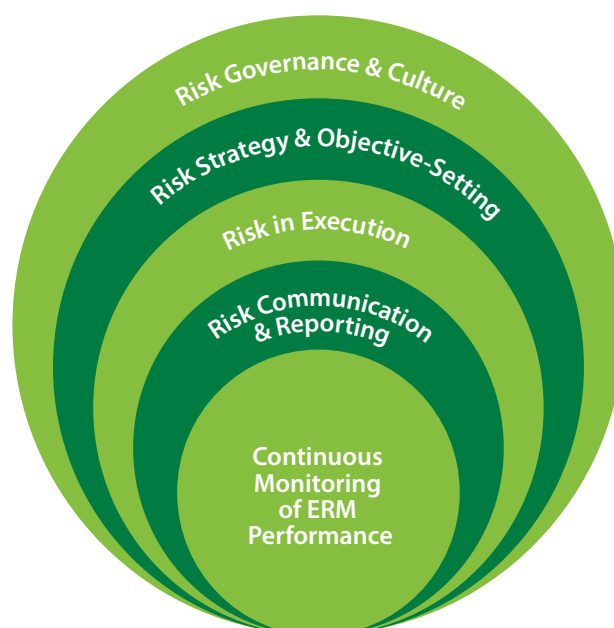 Risk Governance & Culture
Risk Strategy & Objective-Setting
Risk in Execution
Risk Communication
& Reporting
Continuous
Monitoring
of ERM
Performance